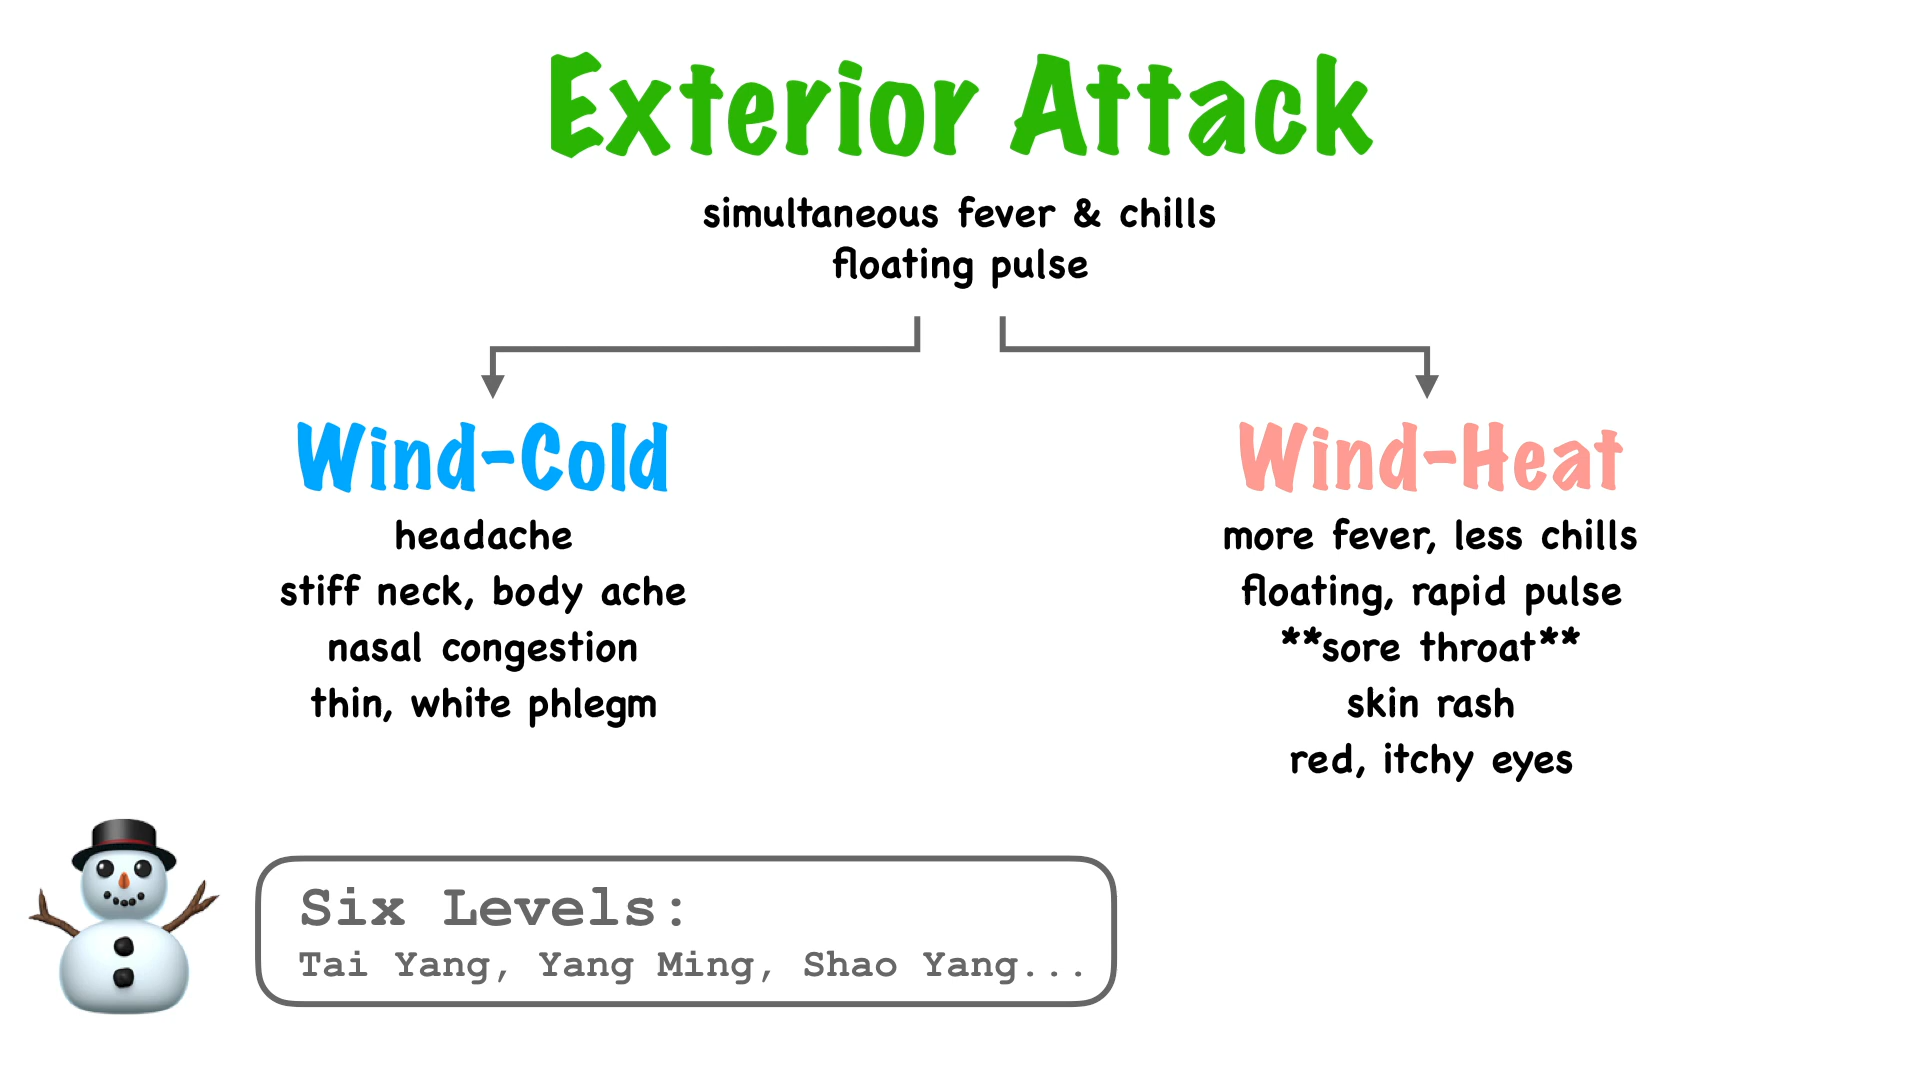 Exterior Attack
simultaneous fever & chills
floating pulse
Wind-Cold
headache
stiff neck, body ache
nasal congestion
thin, white phlegm
Wind-Heat
more fever, less chills
floating, rapid pulse
**sore throat**
skin rash
red, itchy eyes
Six Levels:
Tai Yang, Yang Ming, Shao Yang...